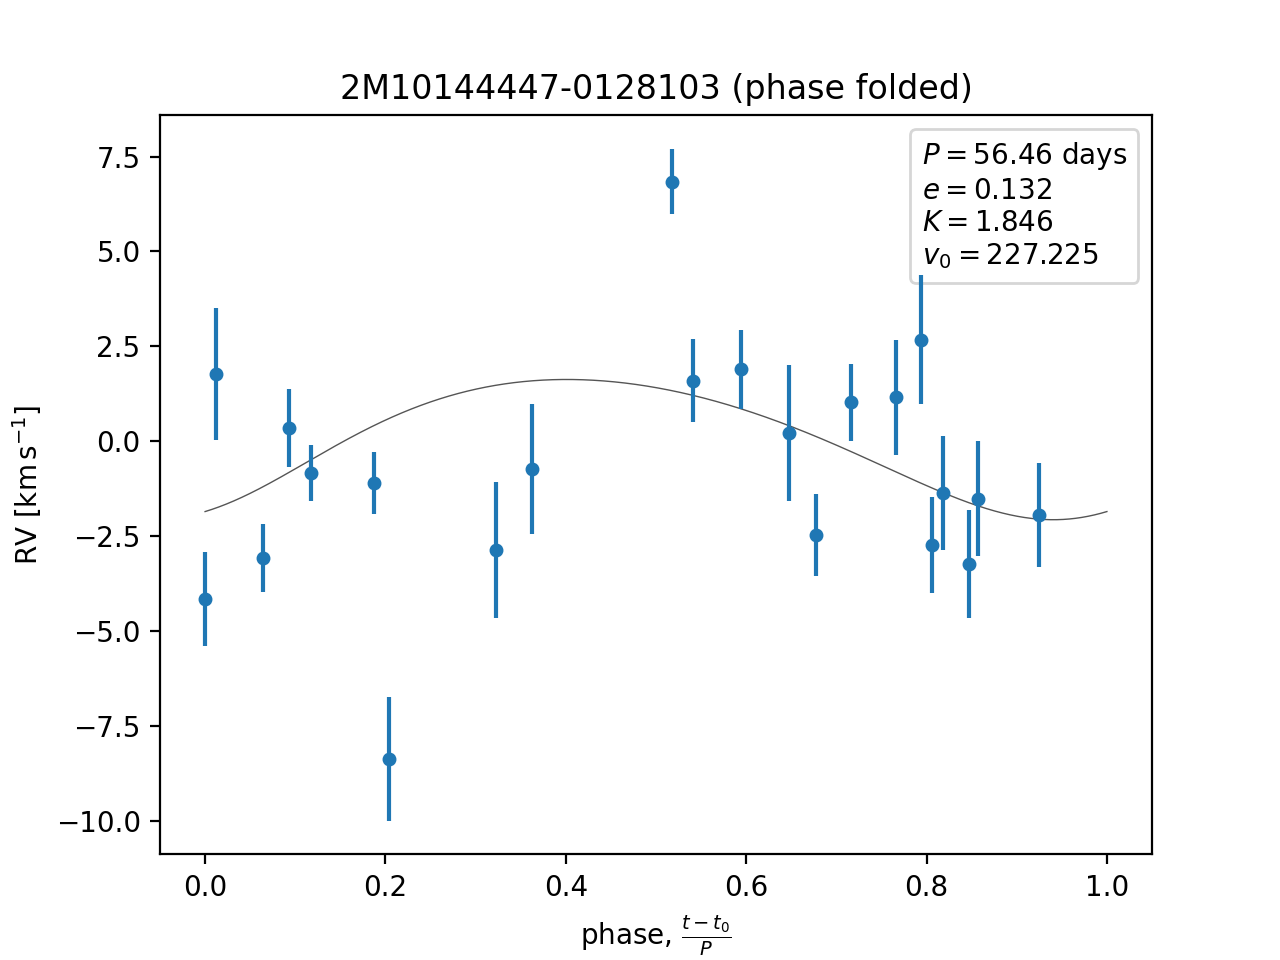 2M10144447-0128103 (phase folded)
P = 56.46 days
e = 0.132
K = 1.846
v₀ = 227.225
RV [km s⁻¹]
7.5
5.0
2.5
0.0
−2.5
−5.0
−7.5
−10.0
0.0 0.2 0.4 0.6 0.8 1.0
phase, (t − t₀)/P